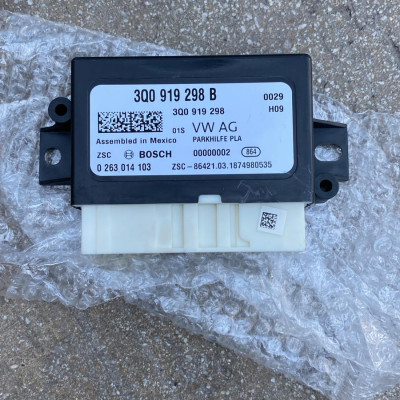 3Q0 919 298 B
0029
3Q0 919 298
H09
01S VW AG
Assembled in Mexico
PARKHILFE PLA
ZSC BOSCH 00000002 864
0 263 014 103
ZSC-86421.03.1874980535